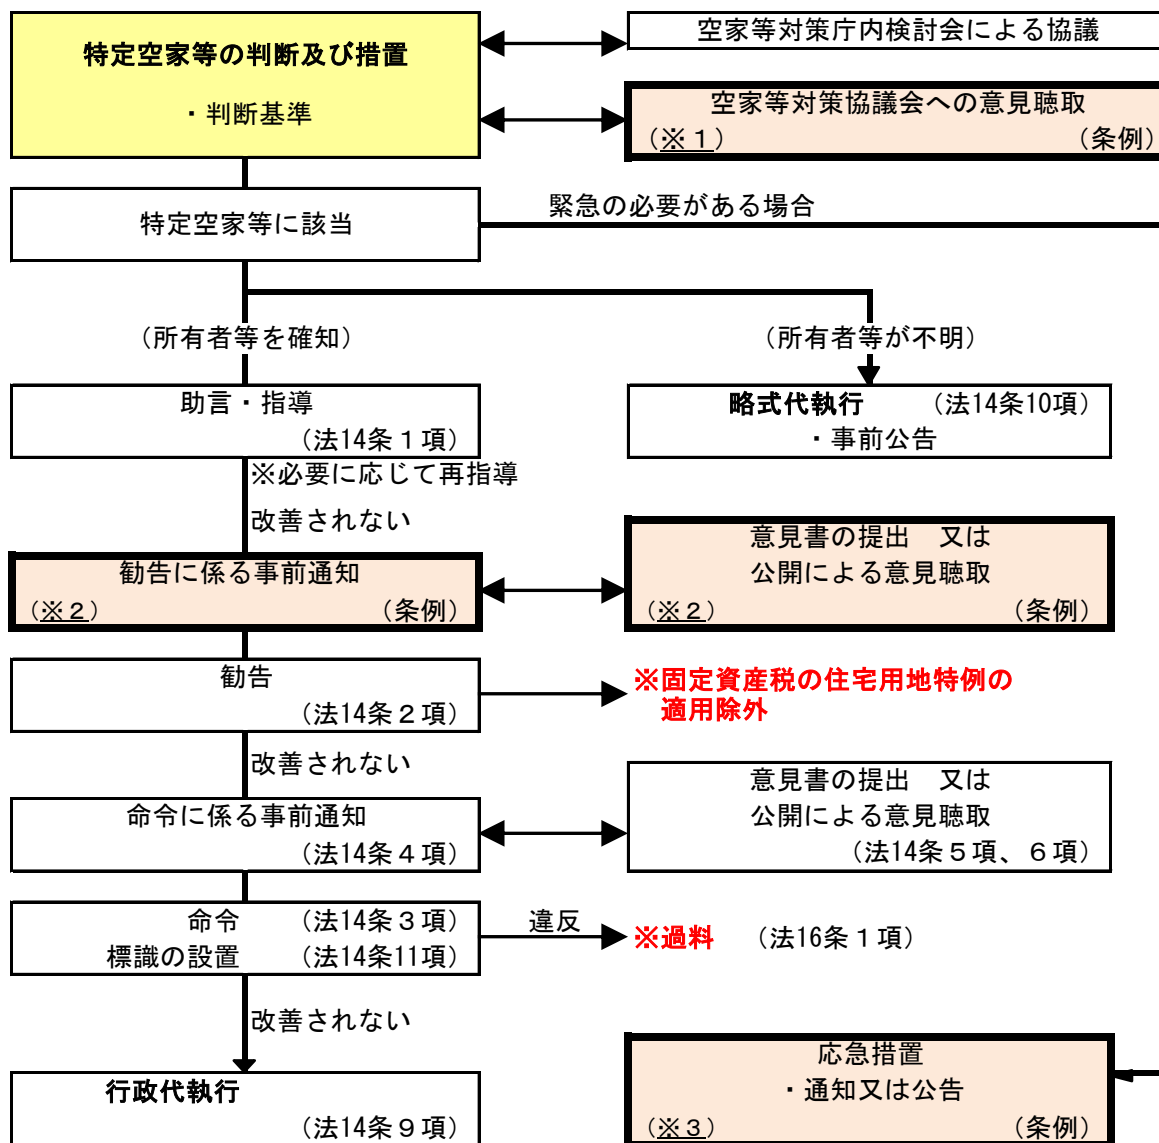 特定空家等の判断及び措置
・判断基準
空家等対策庁内検討会による協議
空家等対策協議会への意見聴取
(※１) (条例)
特定空家等に該当
緊急の必要がある場合
(所有者等を確知)
(所有者等が不明)
助言・指導
(法14条１項)
略式代執行 (法14条10項)
・事前公告
※必要に応じて再指導
改善されない
勧告に係る事前通知
(※２) (条例)
意見書の提出　又は
公開による意見聴取
(※２) (条例)
勧告
(法14条２項)
※固定資産税の住宅用地特例の
適用除外
改善されない
命令に係る事前通知
(法14条４項)
意見書の提出　又は
公開による意見聴取
(法14条５項、６項)
命令 (法14条３項)
標識の設置 (法14条11項)
違反
※過料 (法16条１項)
改善されない
行政代執行
(法14条９項)
応急措置
・通知又は公告
(※３) (条例)